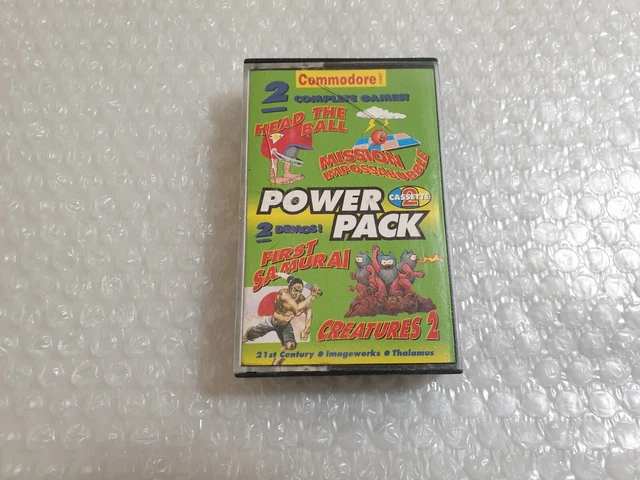 Commodore
2 COMPLETE GAMES!
HEAD THE
BALL
MISSION
IMPOSSUBUBBLE
POWER
PACK
CASSETTE
2
2 DEMOS!
FIRST
SAMURAI
CREATURES 2
21st Century Imageworks Thalamus